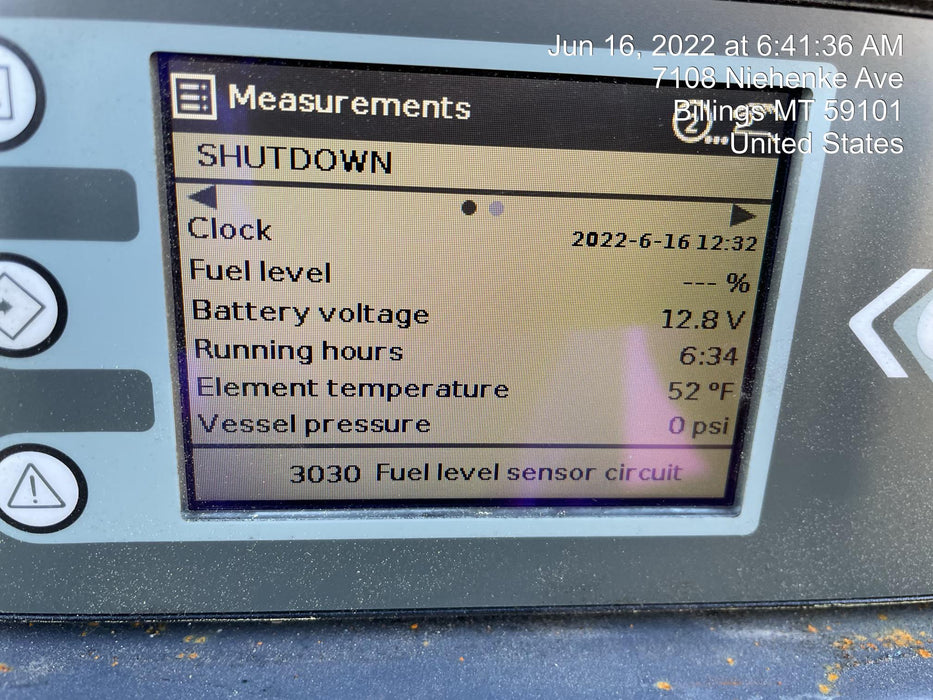 Jun 16, 2022 at 6:41:36 AM
7108 Niehenke Ave
Billings MT 59101
United States
Measurements
2...
SHUTDOWN
Clock 2022-6-16 12:32
Fuel level --- %
Battery voltage 12.8 V
Running hours 6:34
Element temperature 52 ºF
Vessel pressure 0 psi
3030 Fuel level sensor circuit